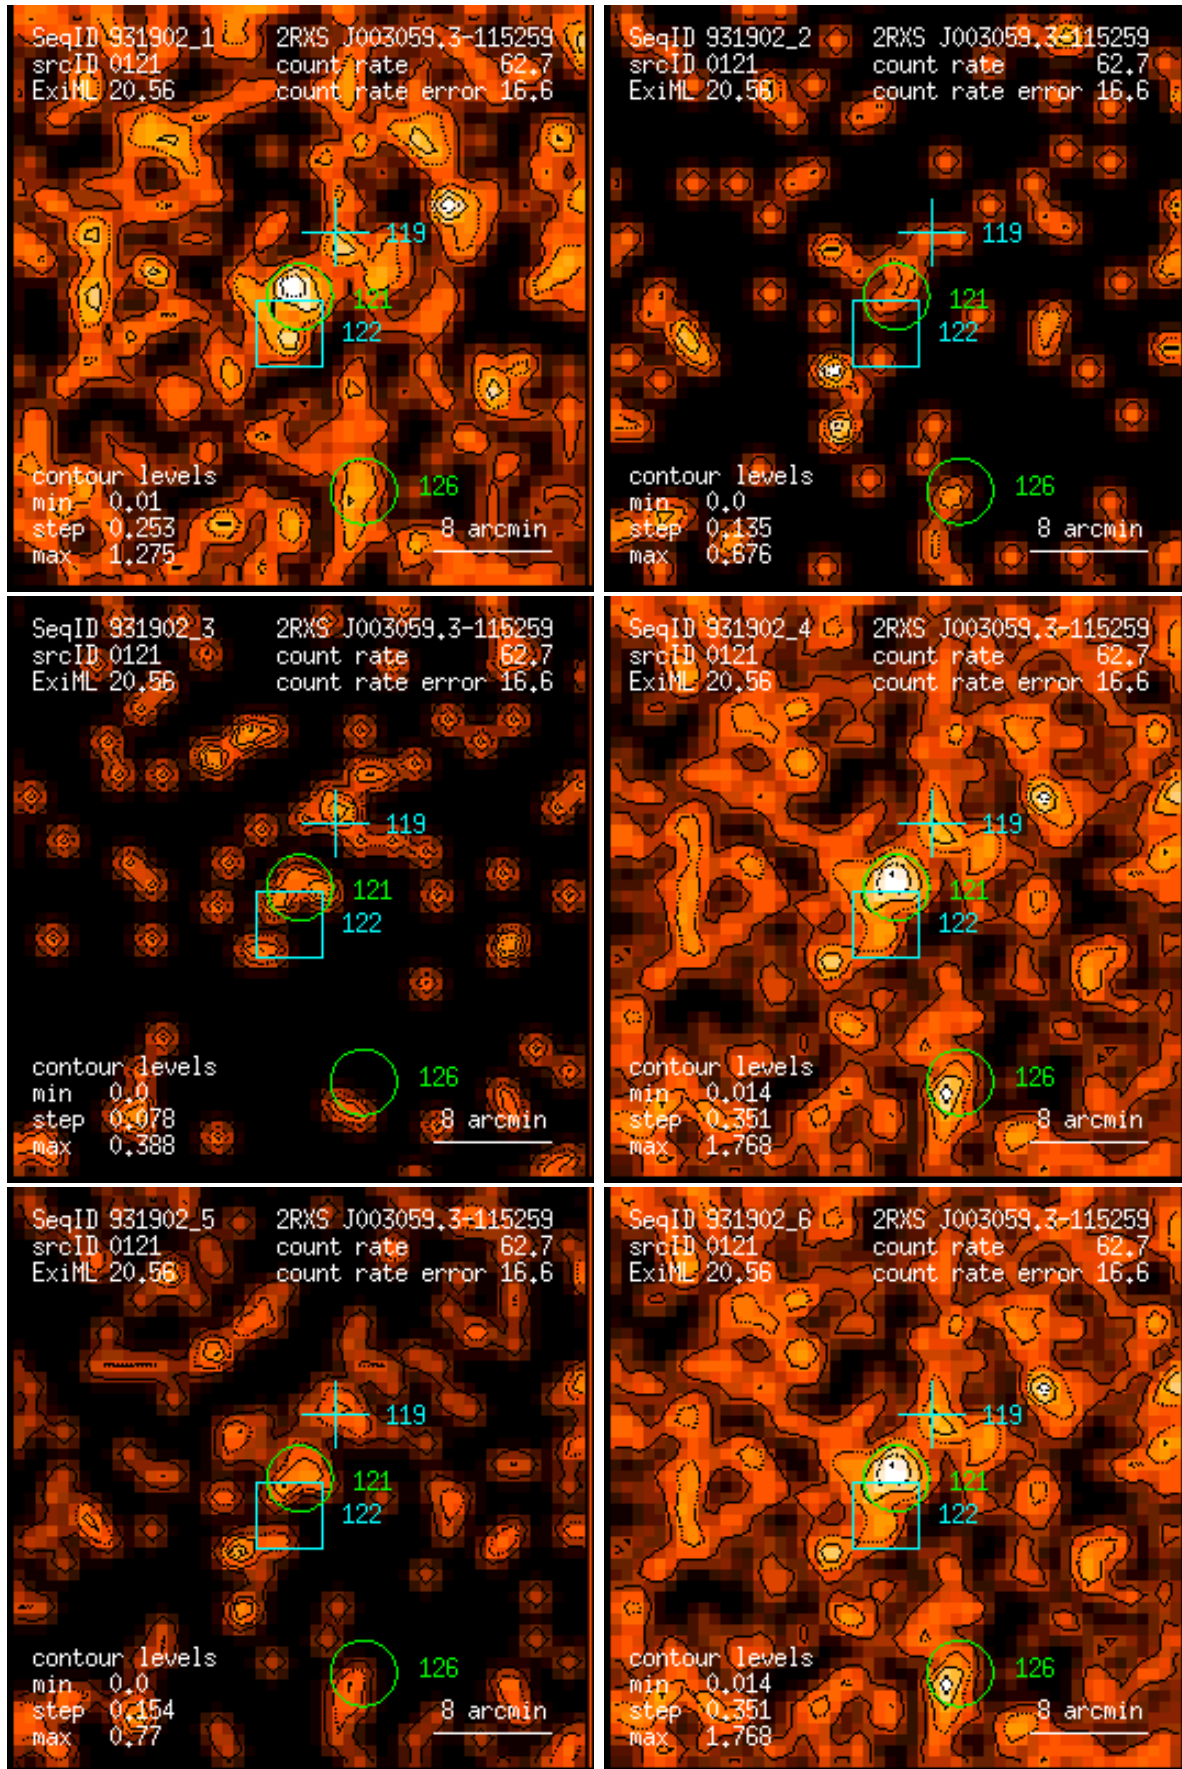 SeqID 931902_1 2RXS J003059.3-115259
srcID 0121 count rate 62.7
ExiML 20.56 count rate error 16.6
119
121
122
126
contour levels
min 0.01
step 0.253
max 1.275
8 arcmin
SeqID 931902_2 2RXS J003059.3-115259
srcID 0121 count rate 62.7
ExiML 20.56 count rate error 16.6
119
121
122
126
contour levels
min 0.0
step 0.135
max 0.676
8 arcmin
SeqID 931902_3 2RXS J003059.3-115259
srcID 0121 count rate 62.7
ExiML 20.56 count rate error 16.6
119
121
122
126
contour levels
min 0.0
step 0.078
max 0.388
8 arcmin
SeqID 931902_4 2RXS J003059.3-115259
srcID 0121 count rate 62.7
ExiML 20.56 count rate error 16.6
119
121
122
126
contour levels
min 0.014
step 0.351
max 1.768
8 arcmin
SeqID 931902_5 2RXS J003059.3-115259
srcID 0121 count rate 62.7
ExiML 20.56 count rate error 16.6
119
121
122
126
contour levels
min 0.0
step 0.154
max 0.77
8 arcmin
SeqID 931902_6 2RXS J003059.3-115259
srcID 0121 count rate 62.7
ExiML 20.56 count rate error 16.6
119
121
122
126
contour levels
min 0.014
step 0.351
max 1.768
8 arcmin